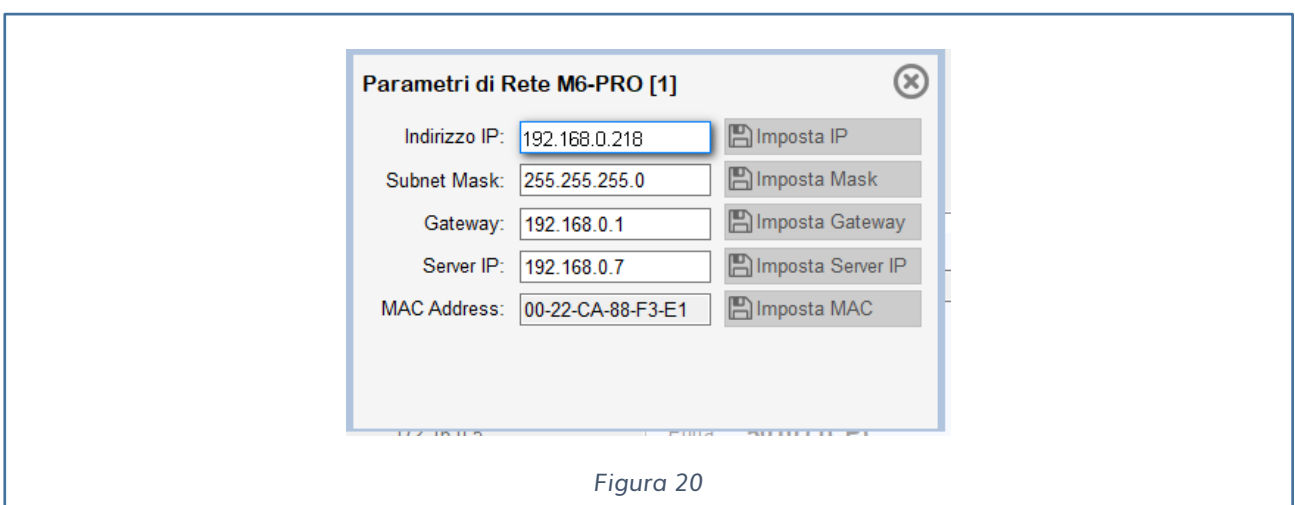 Parametri di Rete M6-PRO [1]
Indirizzo IP: 192.168.0.218 Imposta IP
Subnet Mask: 255.255.255.0 Imposta Mask
Gateway: 192.168.0.1 Imposta Gateway
Server IP: 192.168.0.7 Imposta Server IP
MAC Address: 00-22-CA-88-F3-E1 Imposta MAC
Figura 20